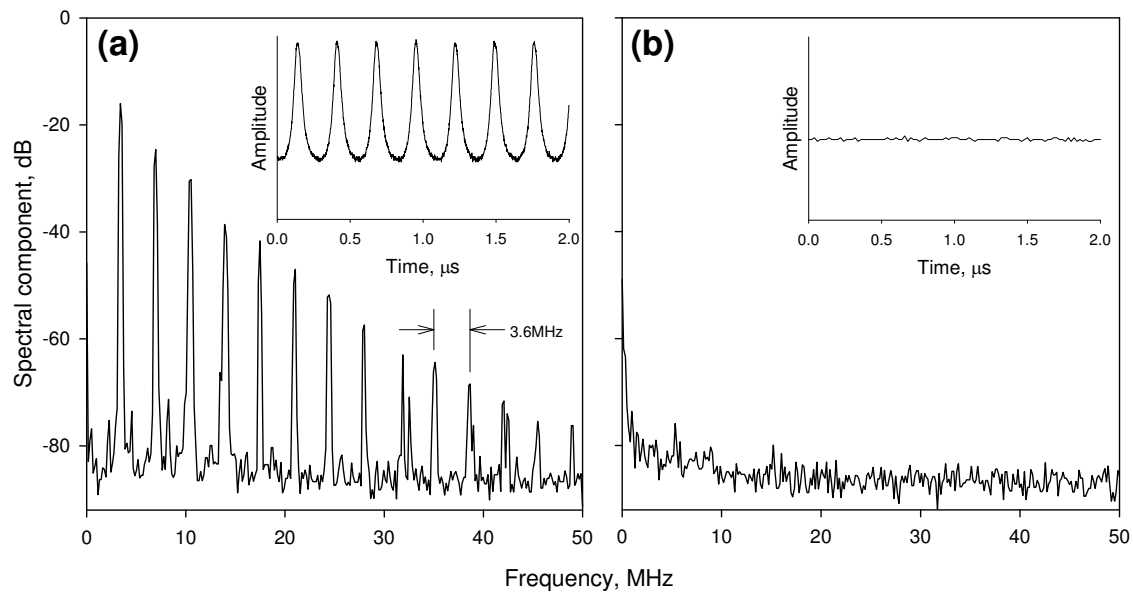 (a)
(b)
Spectral component, dB
0
-20
-40
-60
-80
Amplitude
0.0 0.5 1.0 1.5 2.0
Time, μs
3.6MHz
0 10 20 30 40 50
Amplitude
0.0 0.5 1.0 1.5 2.0
Time, μs
0 10 20 30 40 50
Frequency, MHz